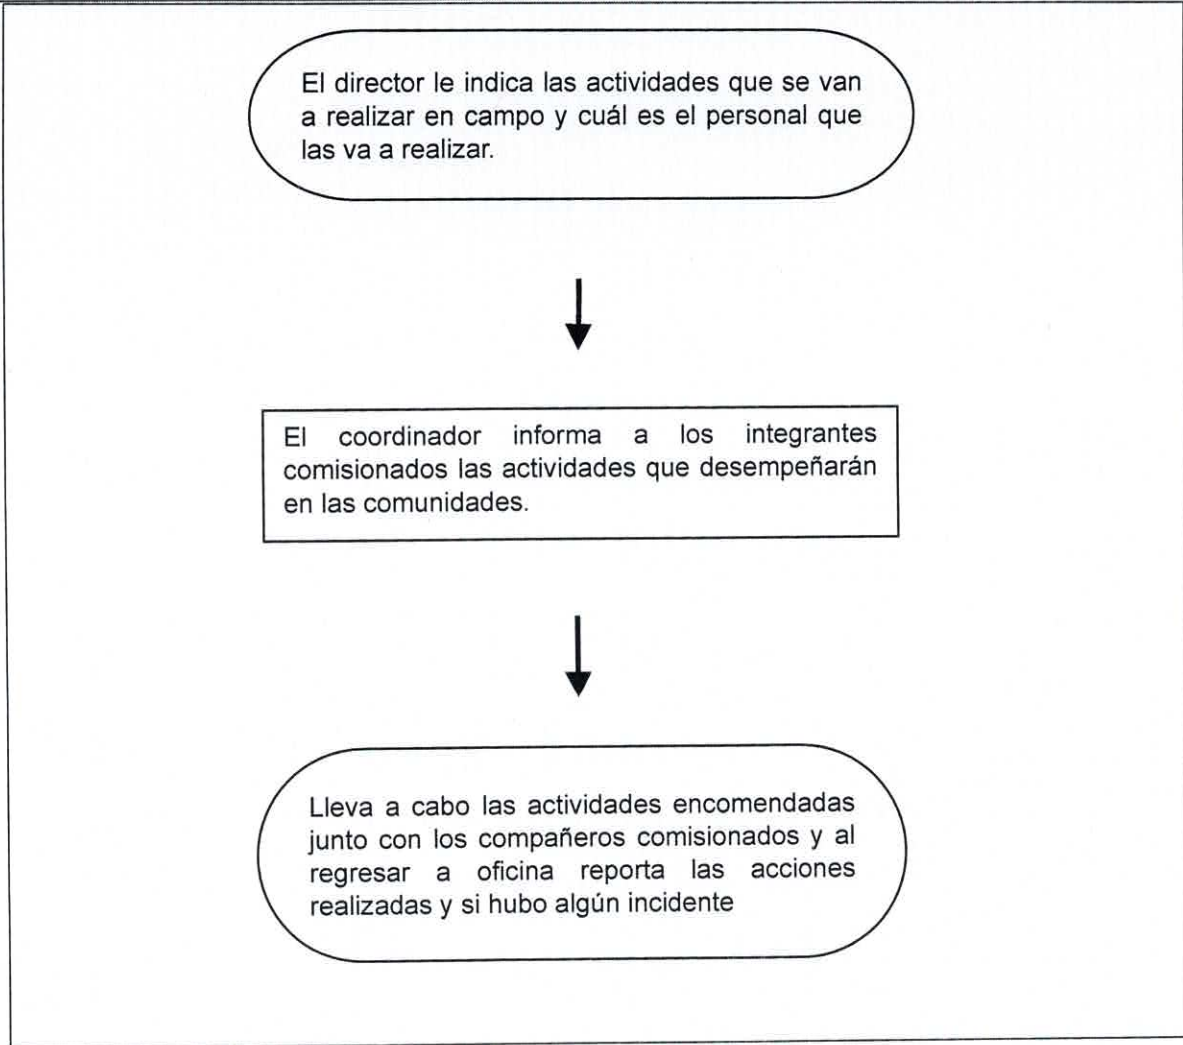 El director le indica las actividades que se van
a realizar en campo y cuál es el personal que
las va a realizar.
El coordinador informa a los integrantes
comisionados las actividades que desempeñarán
en las comunidades.
Lleva a cabo las actividades encomendadas
junto con los compañeros comisionados y al
regresar a oficina reporta las acciones
realizadas y si hubo algún incidente